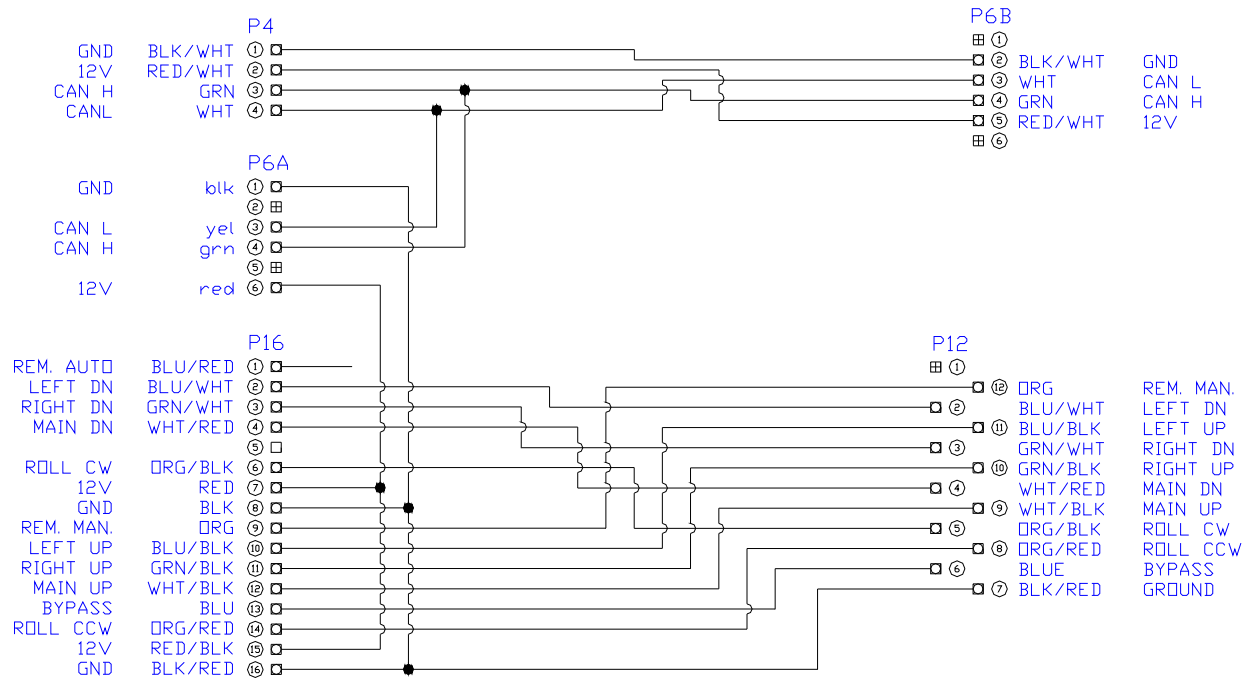 P4
GND BLK/WHT 1
12V RED/WHT 2
CAN H GRN 3
CANL WHT 4
P6B
1
2 BLK/WHT GND
3 WHT CAN L
4 GRN CAN H
5 RED/WHT 12V
6
P6A
GND blk 1
2
CAN L yel 3
CAN H grn 4
5
12V red 6
P16
REM. AUTO BLU/RED 1
LEFT DN BLU/WHT 2
RIGHT DN GRN/WHT 3
MAIN DN WHT/RED 4
5
ROLL CW ORG/BLK 6
12V RED 7
GND BLK 8
REM. MAN. ORG 9
LEFT UP BLU/BLK 10
RIGHT UP GRN/BLK 11
MAIN UP WHT/BLK 12
BYPASS BLU 13
ROLL CCW ORG/RED 14
12V RED/BLK 15
GND BLK/RED 16
P12
1
12 ORG REM. MAN.
2 BLU/WHT LEFT DN
11 BLU/BLK LEFT UP
3 GRN/WHT RIGHT DN
10 GRN/BLK RIGHT UP
4 WHT/RED MAIN DN
9 WHT/BLK MAIN UP
5 ORG/BLK ROLL CW
8 ORG/RED ROLL CCW
6 BLUE BYPASS
7 BLK/RED GROUND